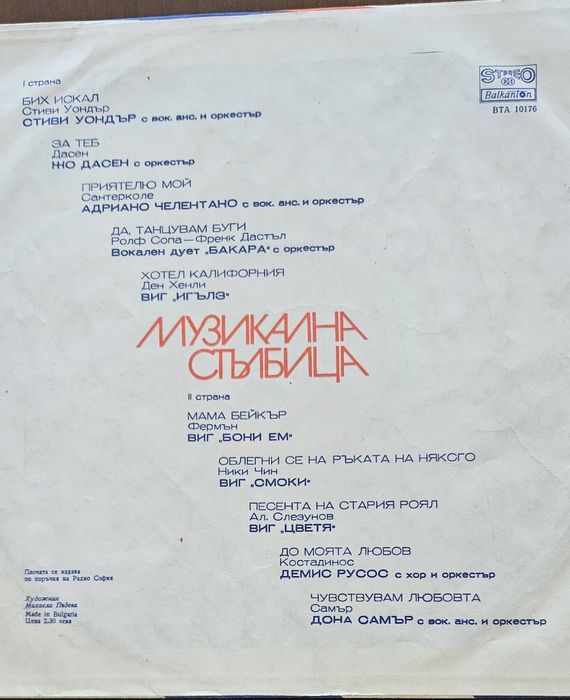 I страна
STEREO
Balkanton
ВТА 10176
БИХ ИСКАЛ
Стиви Уондър
СТИВИ УОНДЪР с вок. анс. и оркестър
ЗА ТЕБ
Дасен
ЖО ДАСЕН с оркестър
ПРИЯТЕЛЮ МОЙ
Сантерколе
АДРИАНО ЧЕЛЕНТАНО с вок. анс. и оркестър
ДА, ТАНЦУВАМ БУГИ
Ролф Сопа—Френк Дастъл
Вокален дует „БАКАРА" с оркестър
ХОТЕЛ КАЛИФОРНИЯ
Ден Хенли
ВИГ „ИГЪЛЗ"
МУЗИКАЛНА
СТЪЛБИЦА
II страна
МАМА БЕЙКЪР
Фермън
ВИГ „БОНИ ЕМ"
ОБЛЕГНИ СЕ НА РЪКАТА НА НЯКОГО
Ники Чин
ВИГ „СМОКИ"
ПЕСЕНТА НА СТАРИЯ РОЯЛ
Ал. Слезунов
ВИГ „ЦВЕТЯ"
ДО МОЯТА ЛЮБОВ
Костадинос
ДЕМИС РУСОС с хор и оркестър
ЧУВСТВУВАМ ЛЮБОВТА
Самър
ДОНА САМЪР с вок. анс. и оркестър
Плочата се издава
по поръчка на Радио София
Художник
Михаела Пъдева
Made in Bulgaria
Цена 2,30 лева